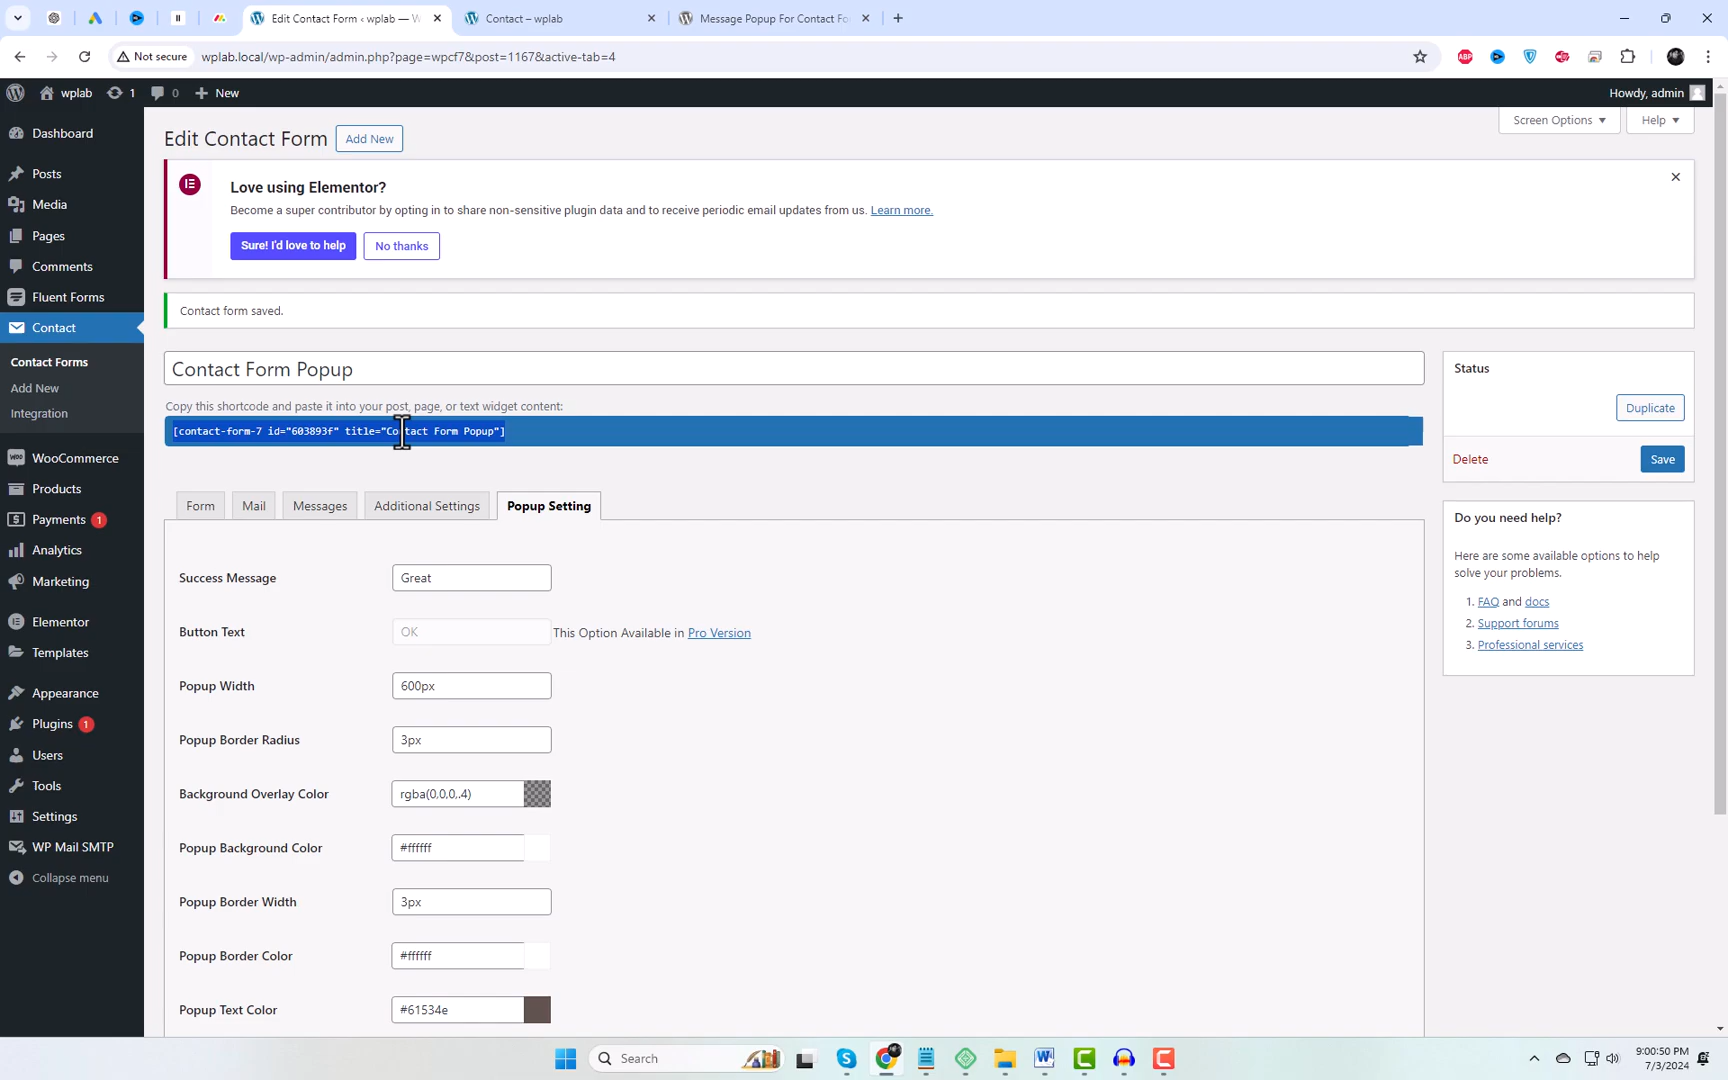 Edit Contact Form ‹ wplab — W
Contact – wplab
Message Popup For Contact Fo
Not secure
wplab.local/wp-admin/admin.php?page=wpcf7&post=1167&active-tab=4
ABP
wplab
1
0
New
Howdy, admin
Dashboard
Posts
Media
Pages
Comments
Fluent Forms
Contact
Contact Forms
Add New
Integration
WooCommerce
Products
Payments 1
Analytics
Marketing
Elementor
Templates
Appearance
Plugins 1
Users
Tools
Settings
WP Mail SMTP
Collapse menu
Screen Options
Help
Edit Contact Form
Add New
Love using Elementor?
Become a super contributor by opting in to share non-sensitive plugin data and to receive periodic email updates from us. Learn more.
Sure! I'd love to help
No thanks
Contact form saved.
Contact Form Popup
Copy this shortcode and paste it into your post, page, or text widget content:
[contact-form-7 id="603893f" title="Contact Form Popup"]
Form
Mail
Messages
Additional Settings
Popup Setting
Success Message
Great
Button Text
OK
This Option Available in Pro Version
Popup Width
600px
Popup Border Radius
3px
Background Overlay Color
rgba(0,0,0,.4)
Popup Background Color
#ffffff
Popup Border Width
3px
Popup Border Color
#ffffff
Popup Text Color
#61534e
Status
Duplicate
Delete
Save
Do you need help?
Here are some available options to help
solve your problems.
1. FAQ and docs
2. Support forums
3. Professional services
Search
9:00:50 PM
7/3/2024